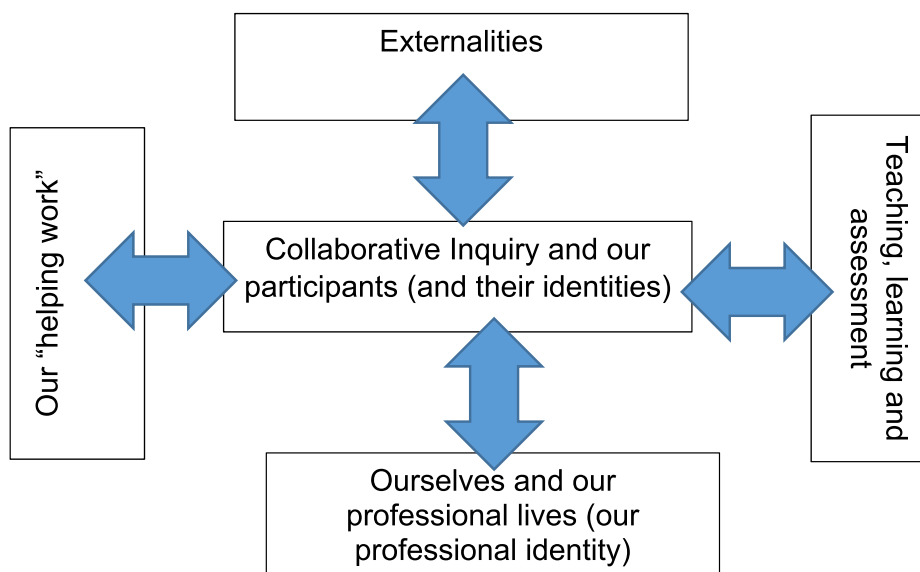 Externalities
Our “helping work”
Collaborative Inquiry and our
participants (and their identities)
Teaching, learning and
assessment
Ourselves and our
professional lives (our
professional identity)